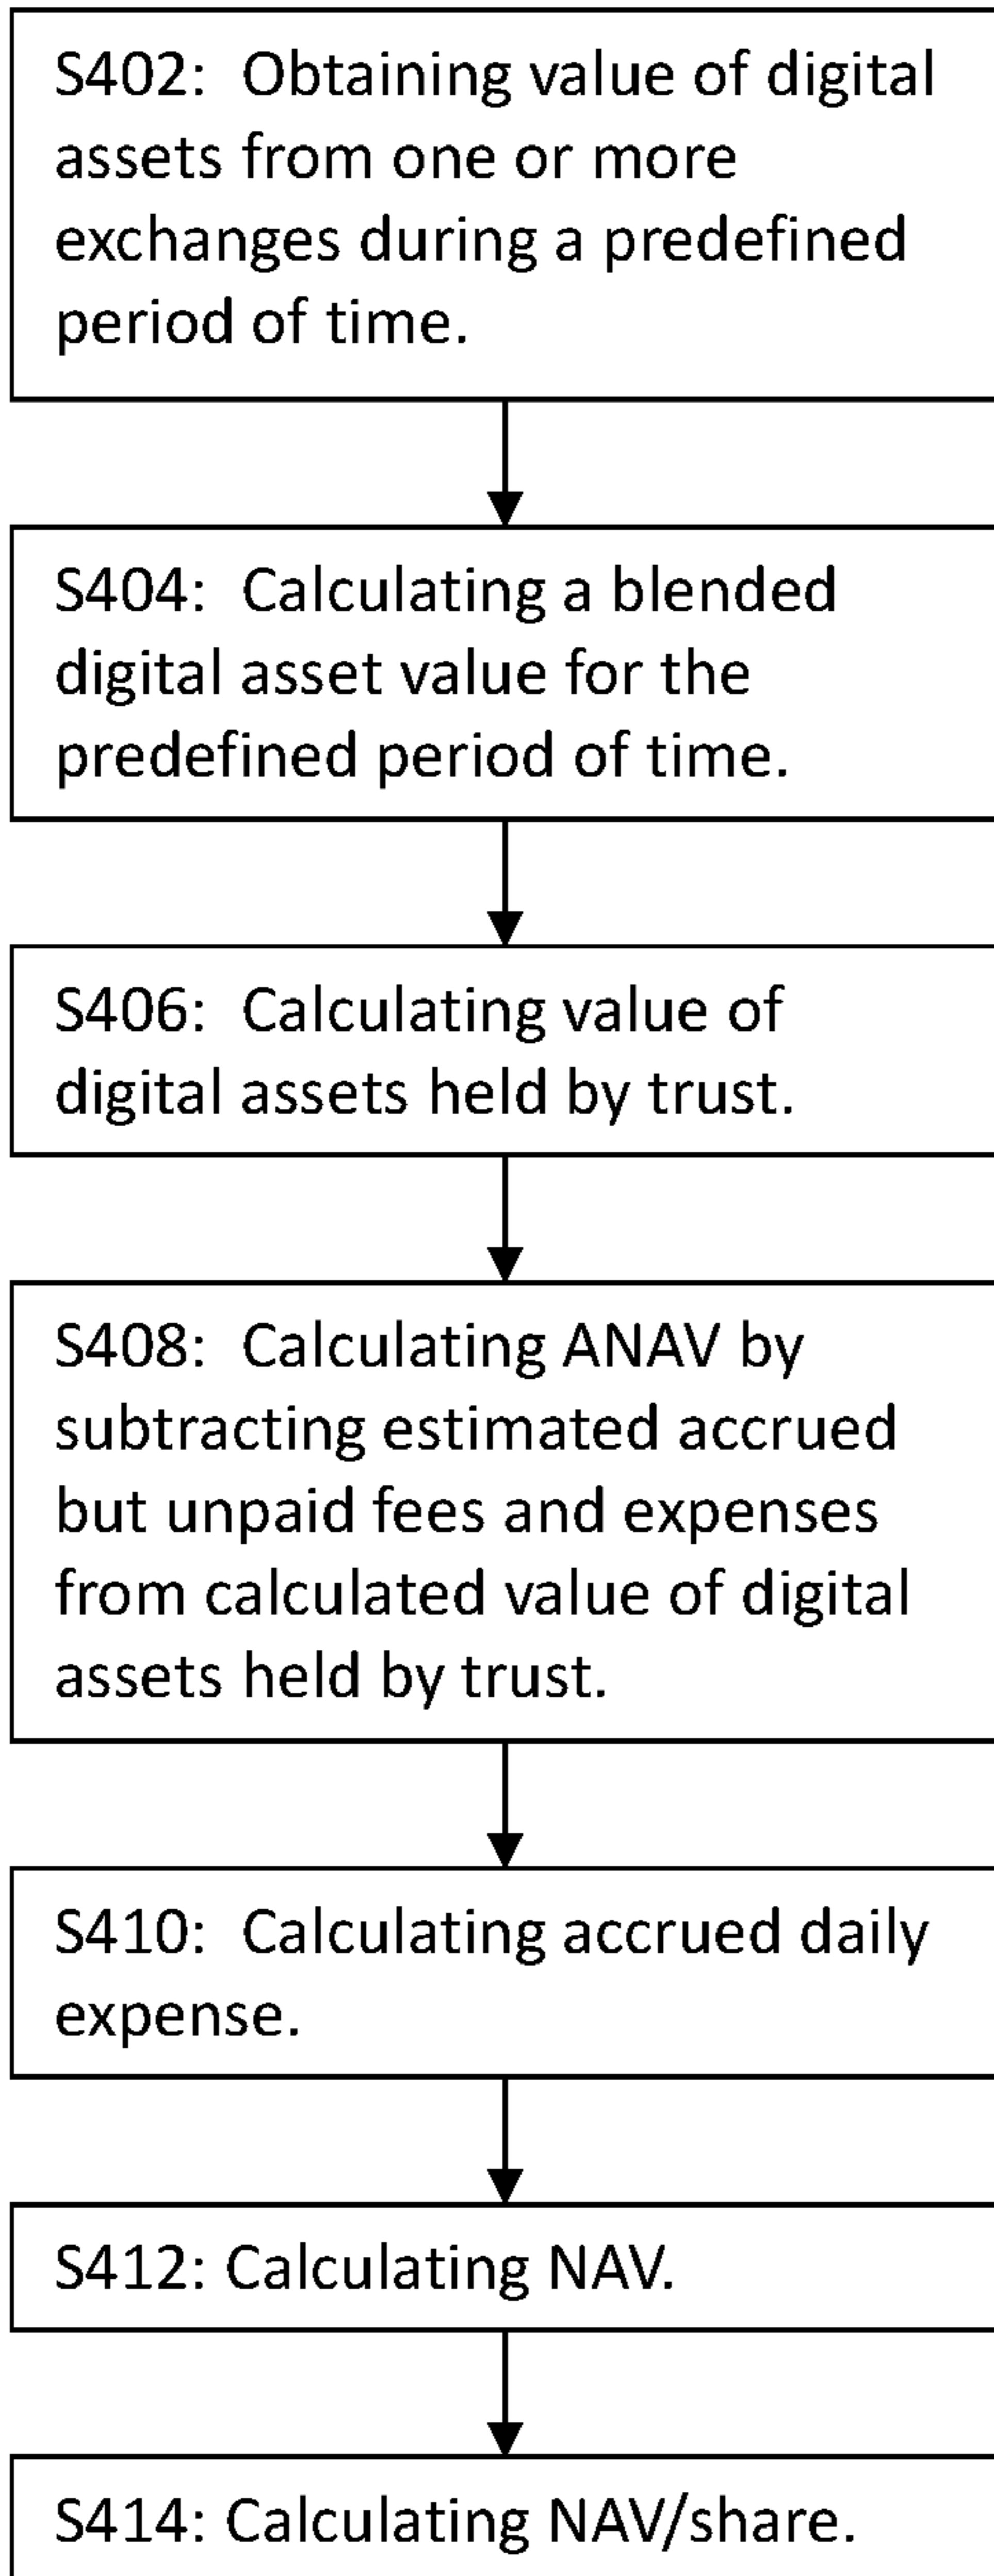 S402: Obtaining value of digital
assets from one or more
exchanges during a predefined
period of time.
S404: Calculating a blended
digital asset value for the
predefined period of time.
S406: Calculating value of
digital assets held by trust.
S408: Calculating ANAV by
subtracting estimated accrued
but unpaid fees and expenses
from calculated value of digital
assets held by trust.
S410: Calculating accrued daily
expense.
S412: Calculating NAV.
S414: Calculating NAV/share.